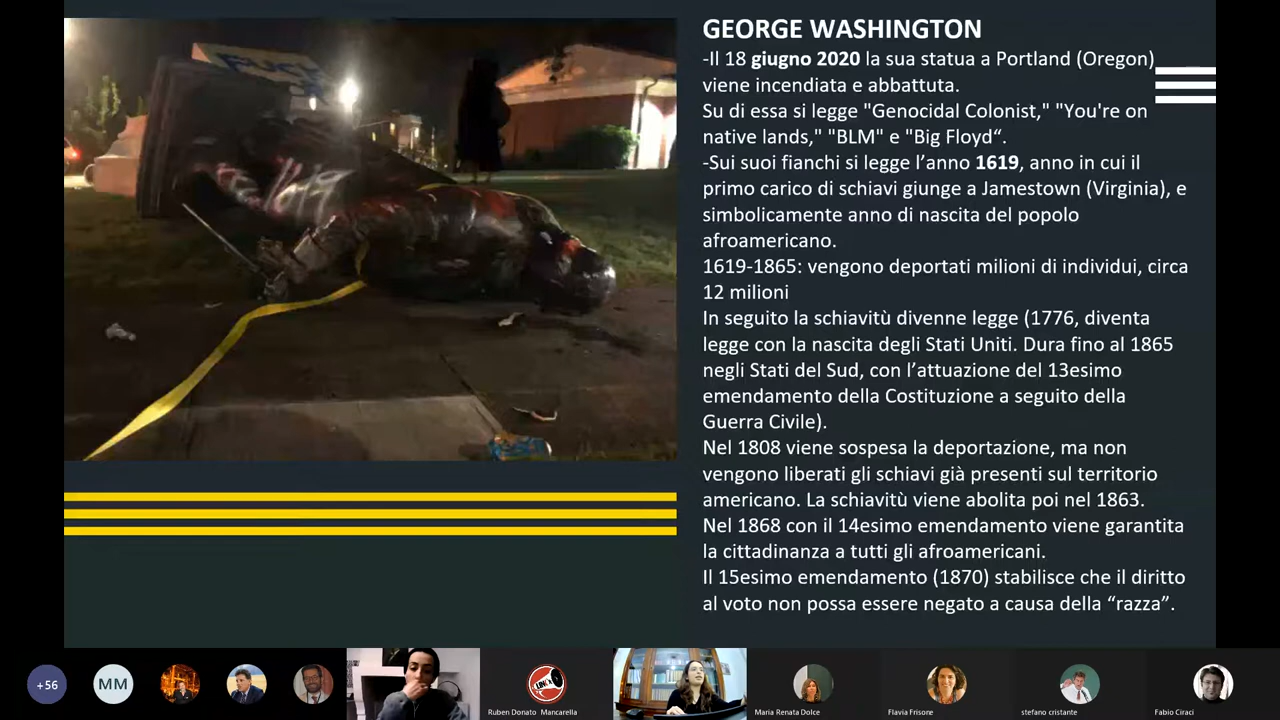 GEORGE WASHINGTON
-Il 18 giugno 2020 la sua statua a Portland (Oregon)
viene incendiata e abbattuta.
Su di essa si legge "Genocidal Colonist," "You're on
native lands," "BLM" e "Big Floyd“.
-Sui suoi fianchi si legge l’anno 1619, anno in cui il
primo carico di schiavi giunge a Jamestown (Virginia), e
simbolicamente anno di nascita del popolo
afroamericano.
1619-1865: vengono deportati milioni di individui, circa
12 milioni
In seguito la schiavitù divenne legge (1776, diventa
legge con la nascita degli Stati Uniti. Dura fino al 1865
negli Stati del Sud, con l’attuazione del 13esimo
emendamento della Costituzione a seguito della
Guerra Civile).
Nel 1808 viene sospesa la deportazione, ma non
vengono liberati gli schiavi già presenti sul territorio
americano. La schiavitù viene abolita poi nel 1863.
Nel 1868 con il 14esimo emendamento viene garantita
la cittadinanza a tutti gli afroamericani.
Il 15esimo emendamento (1870) stabilisce che il diritto
al voto non possa essere negato a causa della “razza”.
+56
MM
Ruben Donato Mancarella
Maria Renata Dolce
Flavia Frisone
stefano cristante
Fabio Ciraci